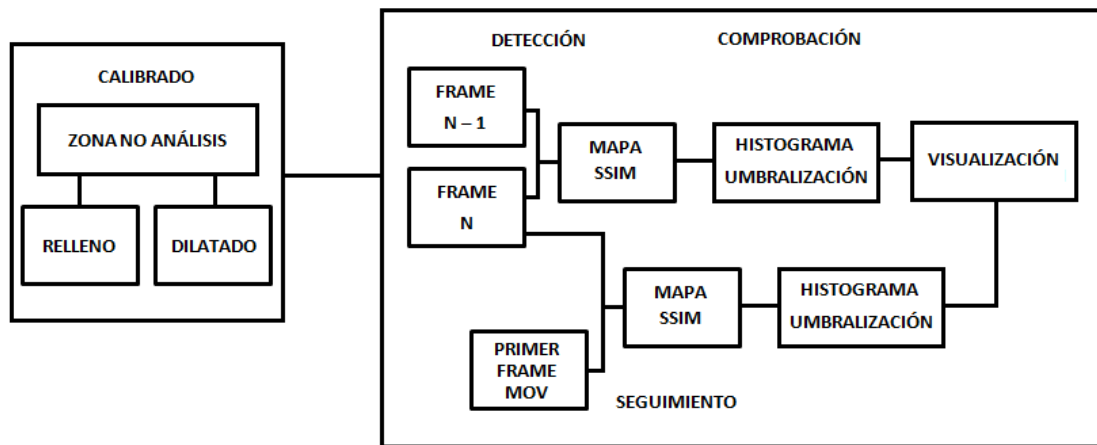 CALIBRADO
ZONA NO ANÁLISIS
RELLENO
DILATADO
DETECCIÓN
COMPROBACIÓN
FRAME
N – 1
FRAME
N
MAPA
SSIM
HISTOGRAMA
UMBRALIZACIÓN
VISUALIZACIÓN
PRIMER
FRAME
MOV
MAPA
SSIM
HISTOGRAMA
UMBRALIZACIÓN
SEGUIMIENTO